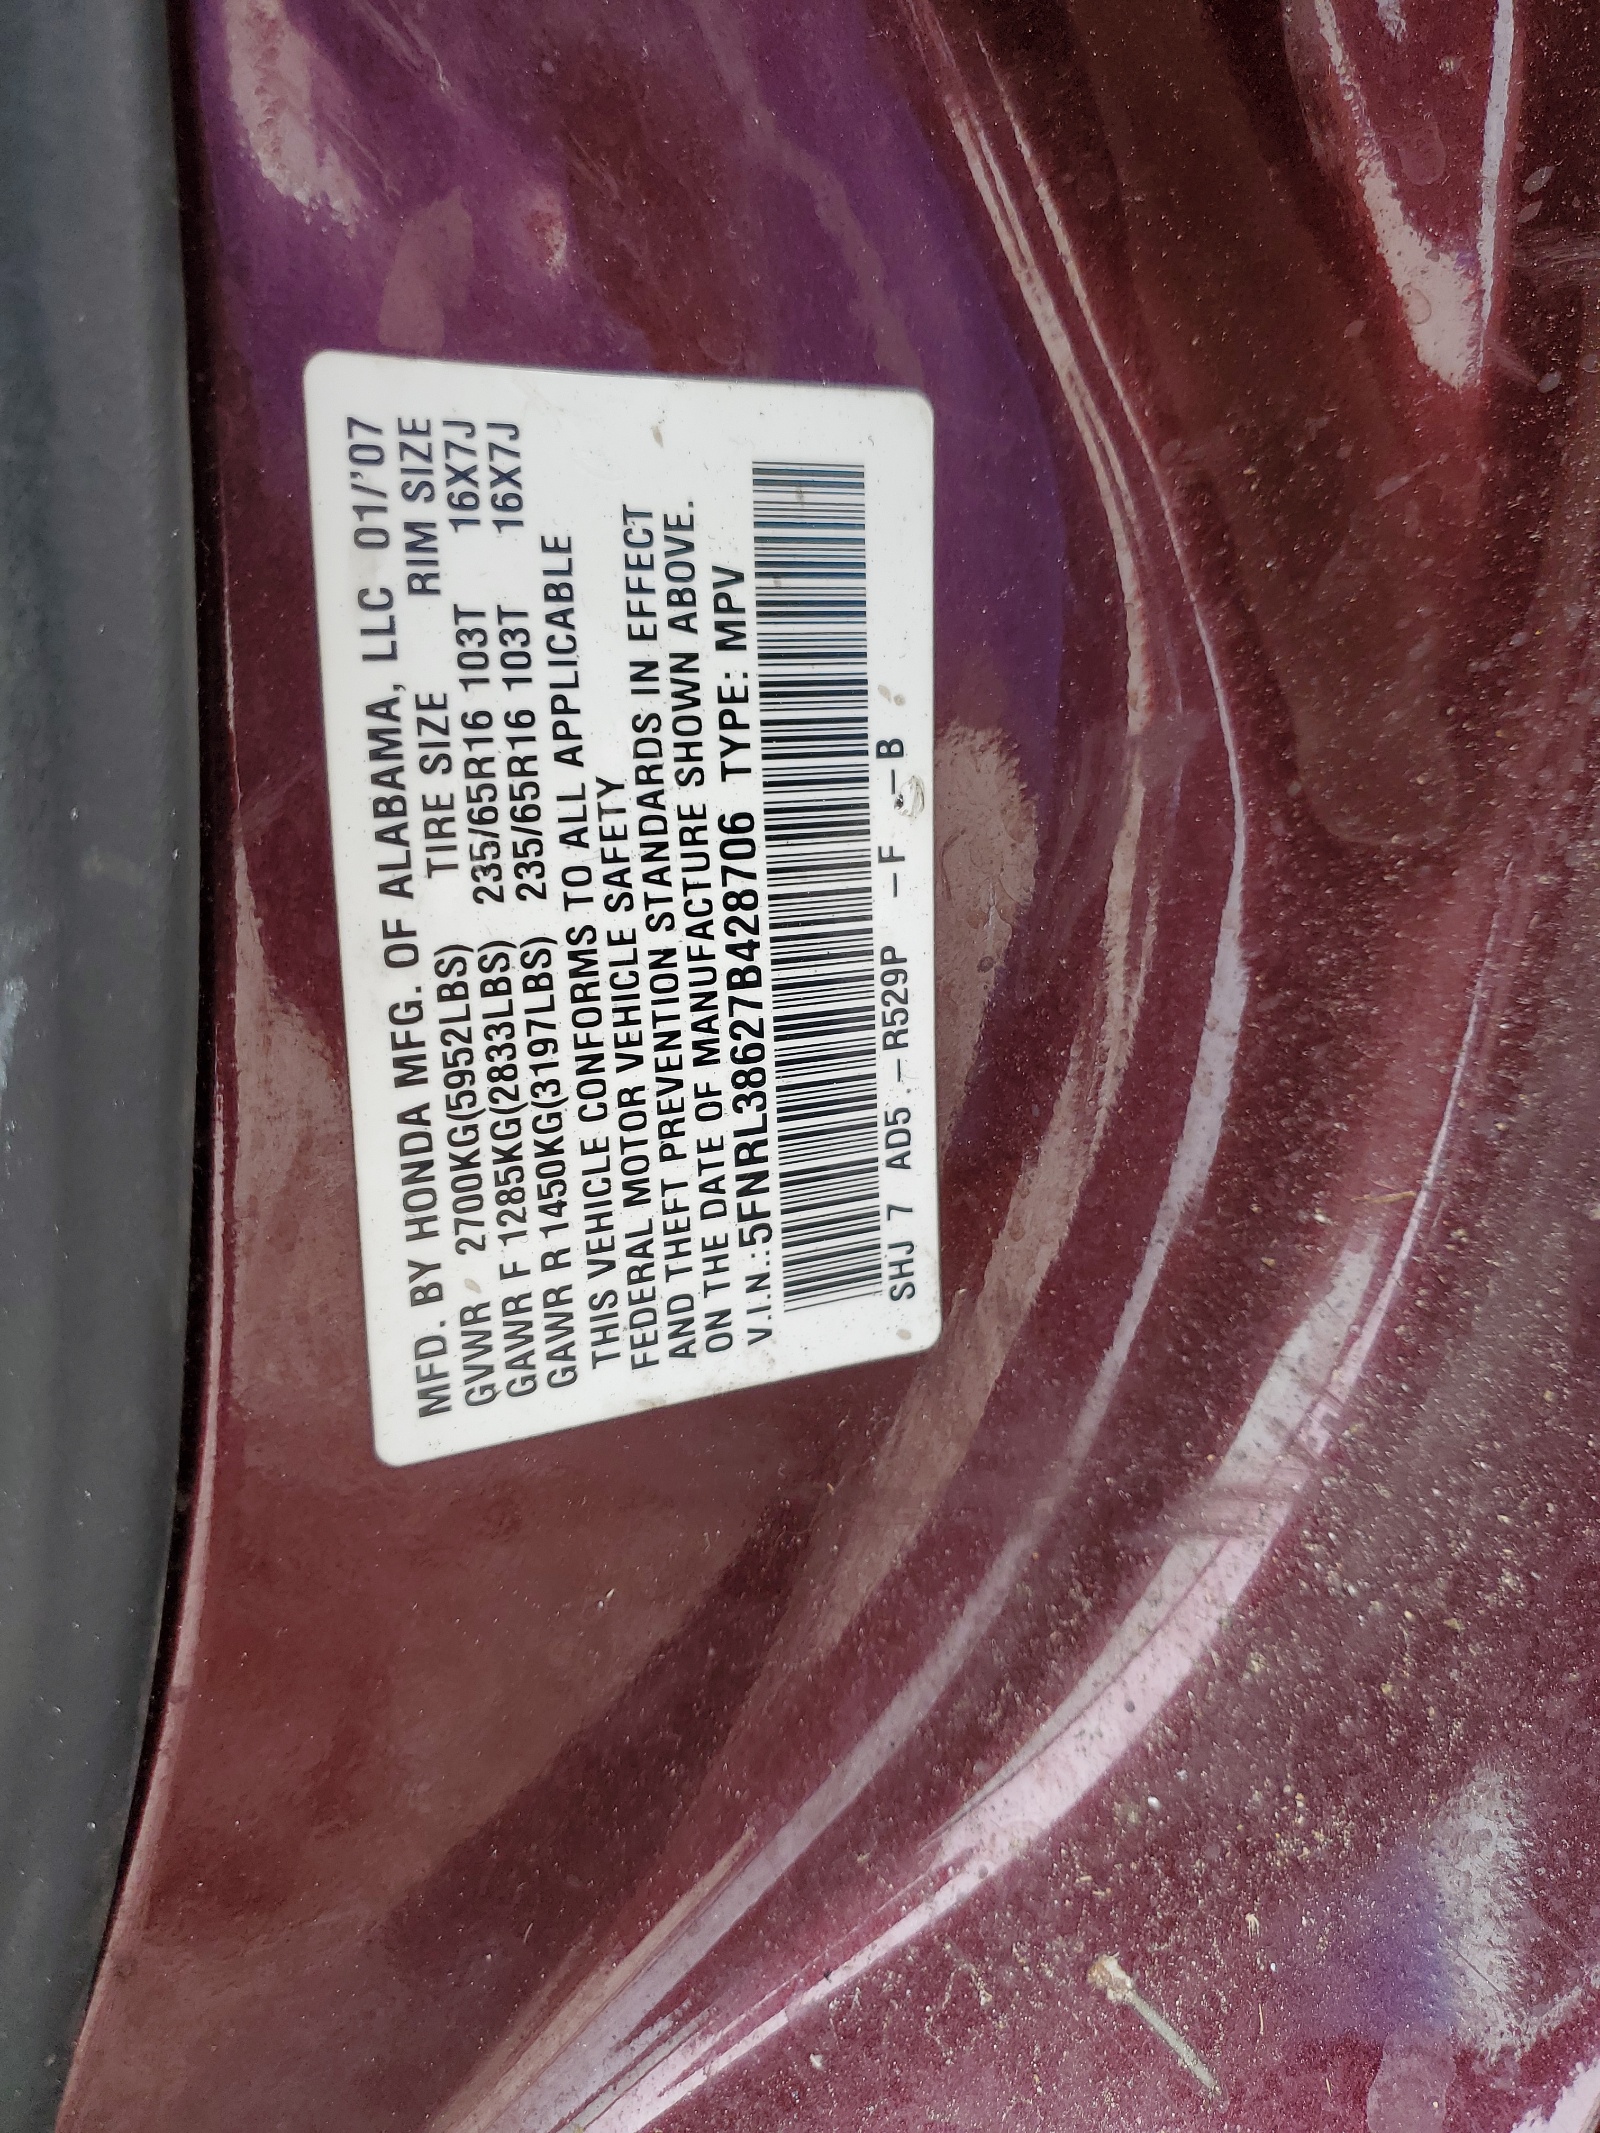 MFD. BY HONDA MFG. OF ALABAMA, LLC 01/'07
TIRE SIZE RIM SIZE
GVWR 2700KG(5952LBS)
GAWR F 1285KG(2833LBS) 235/65R16 103T 16X7J
GAWR R 1450KG(3197LBS) 235/65R16 103T 16X7J
THIS VEHICLE CONFORMS TO ALL APPLICABLE
FEDERAL MOTOR VEHICLE SAFETY
AND THEFT PREVENTION STANDARDS IN EFFECT
ON THE DATE OF MANUFACTURE SHOWN ABOVE.
V.I.N.:5FNRL38627B428706 TYPE: MPV
SHJ 7 AD5.-R529P -F -B